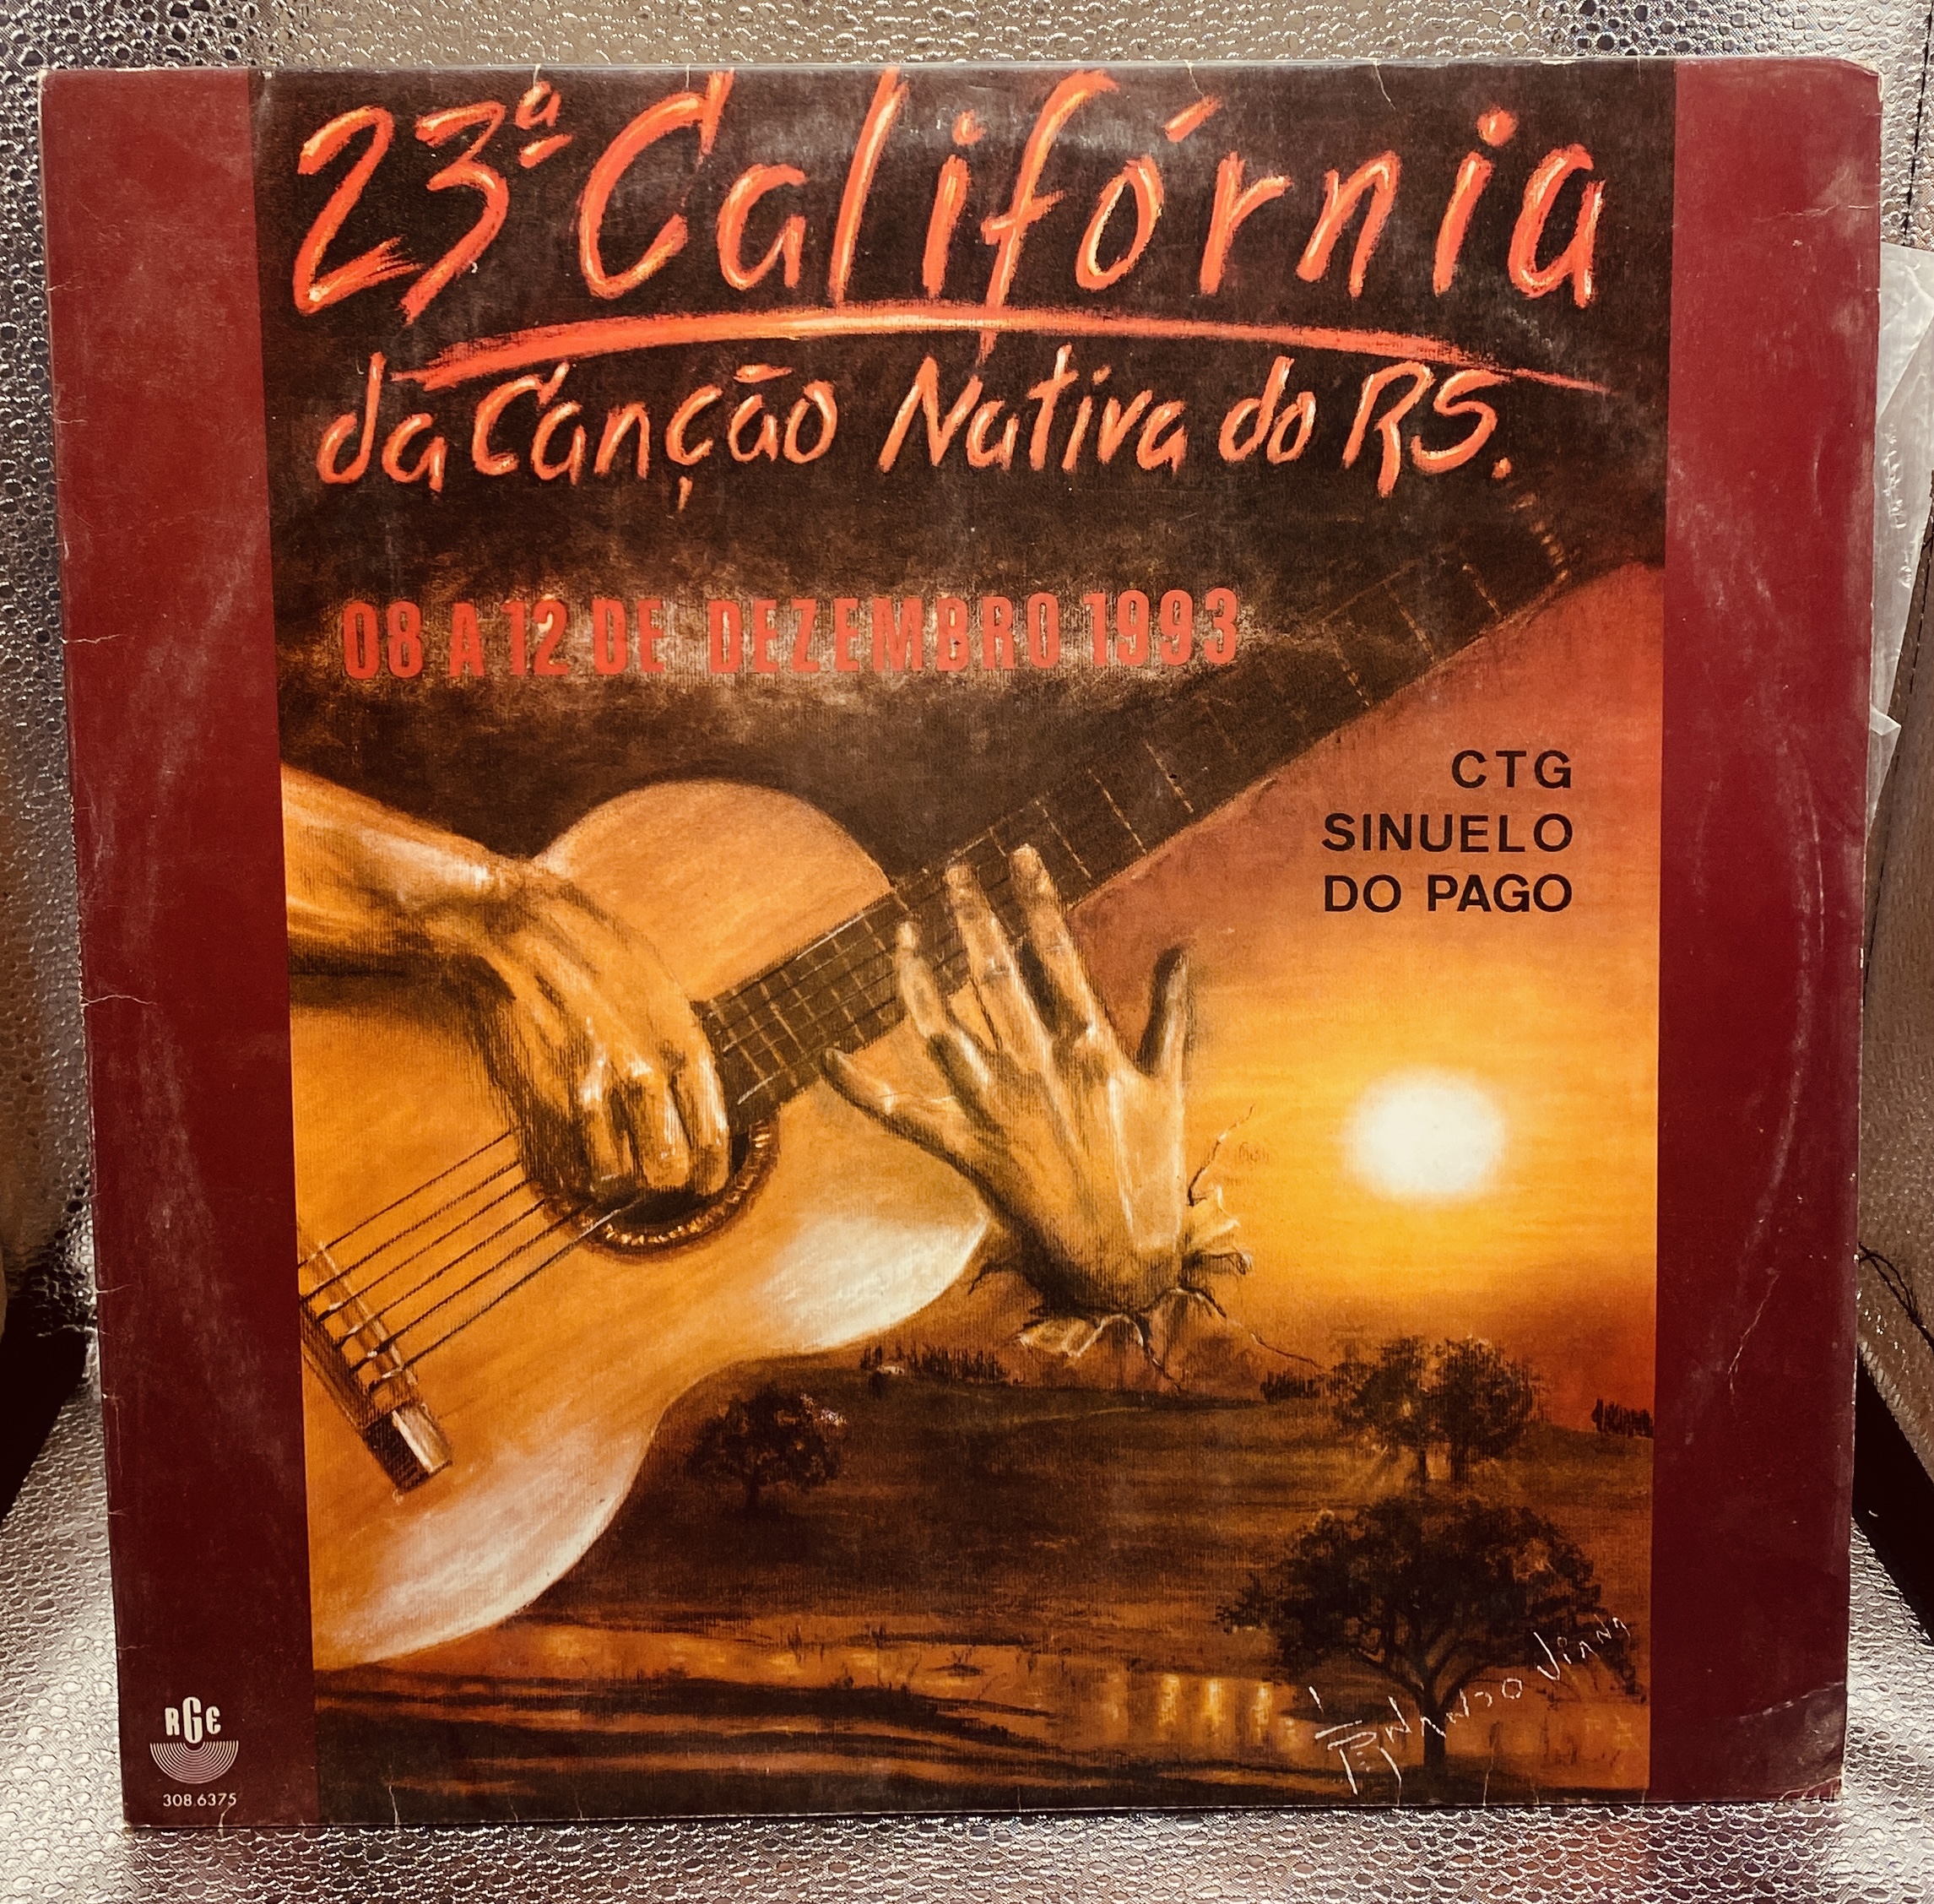 23ª Califórnia
da Canção Nativa do RS.
08 A 12 DE DEZEMBRO 1993
CTG
SINUELO
DO PAGO
Viana
RGE
308.6375